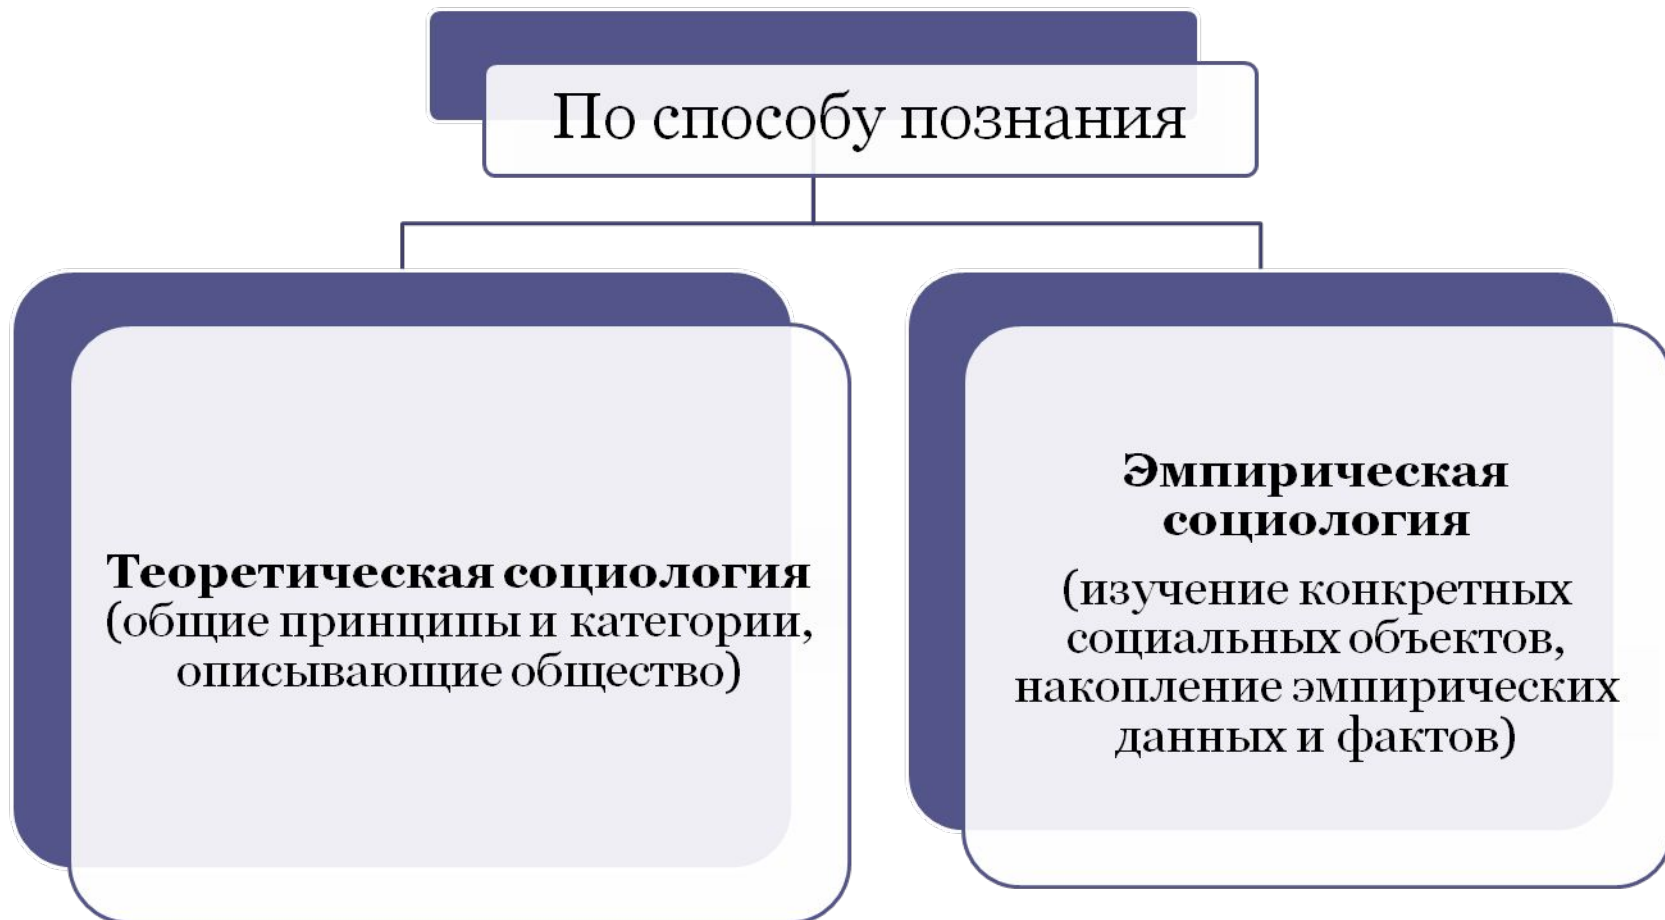 По способу познания
Теоретическая социология
(общие принципы и категории,
описывающие общество)
Эмпирическая
социология
(изучение конкретных
социальных объектов,
накопление эмпирических
данных и фактов)